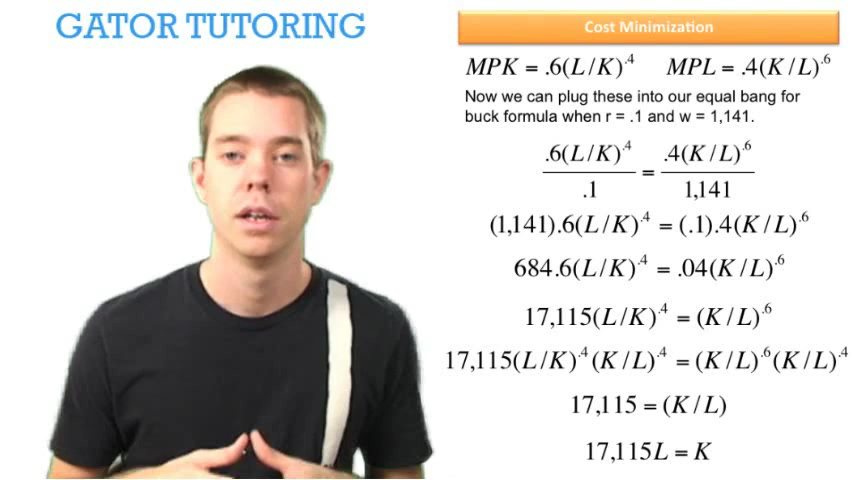 GATOR TUTORING
Cost Minimization
MPK = .6(L/K)^.4 MPL = .4(K/L)^.6
Now we can plug these into our equal bang for
buck formula when r = .1 and w = 1,141.
.6(L/K)^.4 / .1 = .4(K/L)^.6 / 1,141
(1,141).6(L/K)^.4 = (.1).4(K/L)^.6
684.6(L/K)^.4 = .04(K/L)^.6
17,115(L/K)^.4 = (K/L)^.6
17,115(L/K)^.4 (K/L)^.4 = (K/L)^.6 (K/L)^.4
17,115 = (K/L)
17,115L = K